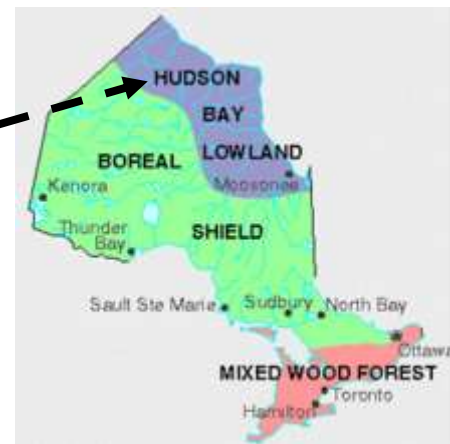 HUDSON
BAY
LOWLAND
Moosonee
BOREAL
Kenora
Thunder
Bay
SHIELD
Sault Ste Marie
Sudbury
North Bay
Ottawa
MIXED WOOD FOREST
Toronto
Hamilton